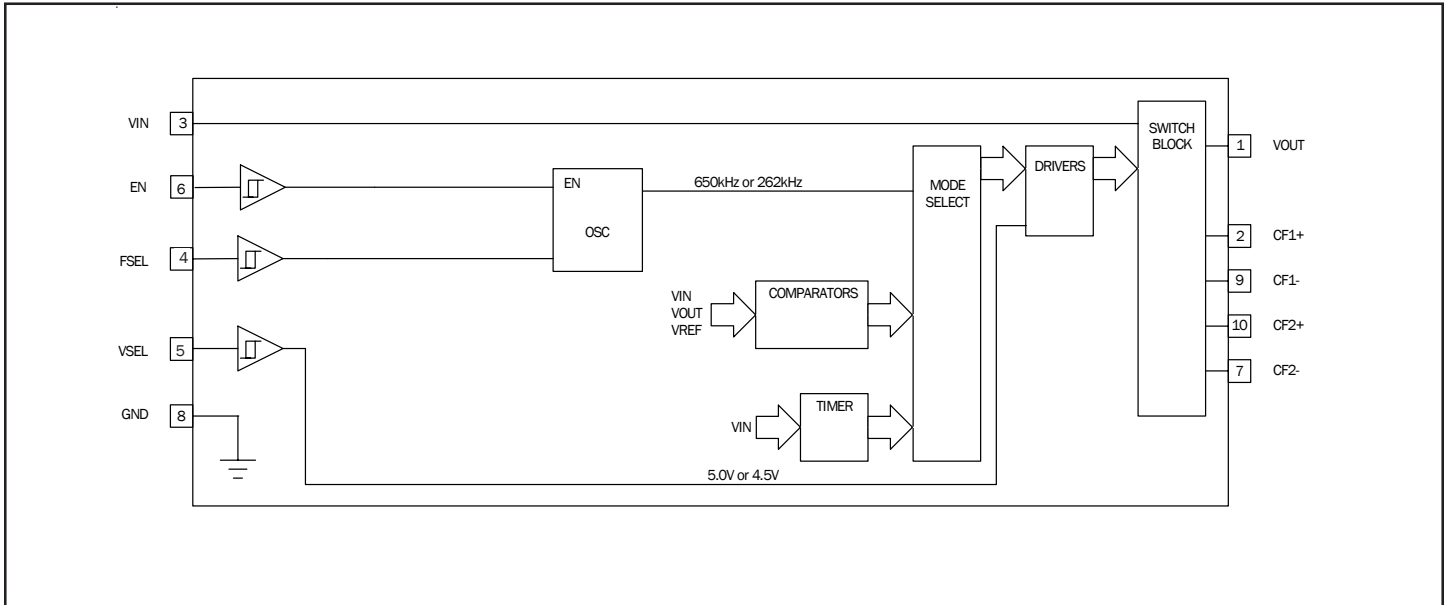 VIN 3
SWITCH
BLOCK
1 VOUT
EN 6
EN
OSC
650kHz or 262kHz
MODE
SELECT
DRIVERS
FSEL 4
2 CF1+
9 CF1-
VIN
VOUT
VREF
COMPARATORS
10 CF2+
VSEL 5
7 CF2-
GND 8
VIN
TIMER
5.0V or 4.5V